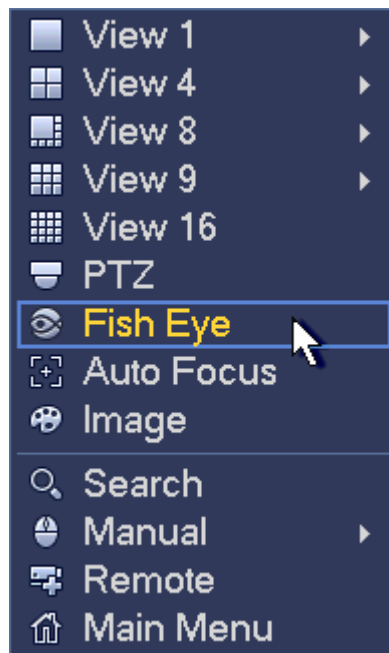 View 1
View 4
View 8
View 9
View 16
PTZ
Fish Eye
Auto Focus
Image
Search
Manual
Remote
Main Menu